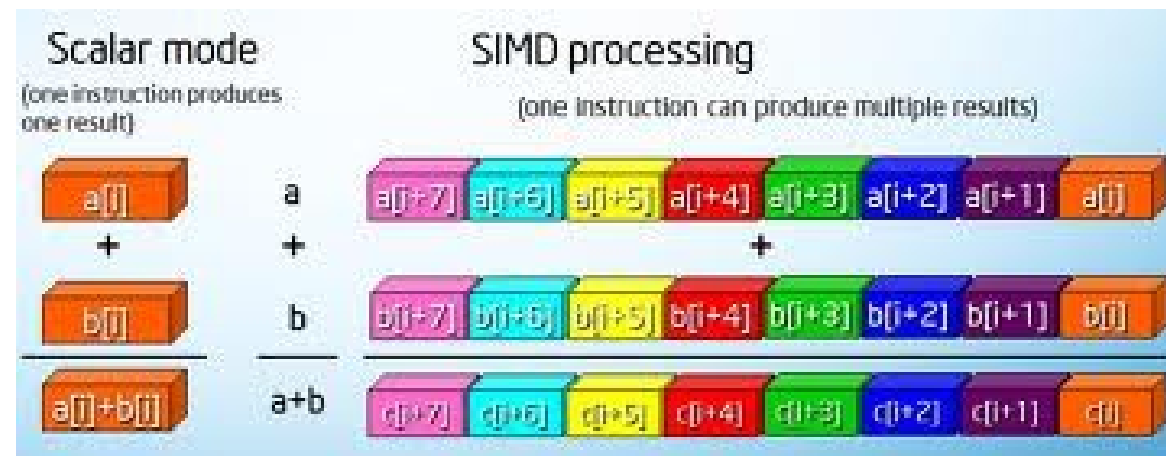 Scalar mode
(one instruction produces
one result)
SIMD processing
(one instruction can produce multiple results)
a[i]
a
a[i+7] a[i+6] a[i+5] a[i+4] a[i+3] a[i+2] a[i+1] a[i]
+
+
+
b[i]
b
b[i+7] b[i+6] b[i+5] b[i+4] b[i+3] b[i+2] b[i+1] b[i]
a[i]+b[i]
a+b
c[i+7] c[i+6] c[i+5] c[i+4] c[i+3] c[i+2] c[i+1] c[i]